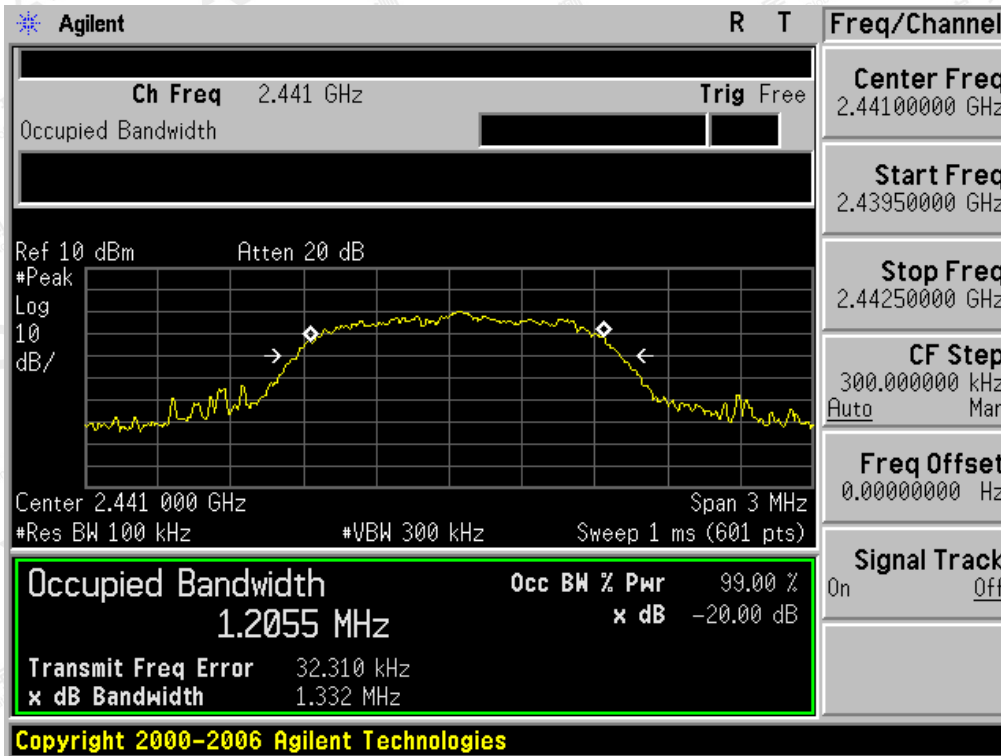 Agilent R T Freq/Channel
Ch Freq 2.441 GHz Trig Free
Occupied Bandwidth
Center Freq
2.44100000 GHz
Start Freq
2.43950000 GHz
Stop Freq
2.44250000 GHz
CF Step
300.000000 kHz
Auto Man
Freq Offset
0.00000000 Hz
Signal Track
On Off
Ref 10 dBm Atten 20 dB
#Peak
Log
10
dB/
Center 2.441 000 GHz Span 3 MHz
#Res BW 100 kHz #VBW 300 kHz Sweep 1 ms (601 pts)
Occupied Bandwidth Occ BW % Pwr 99.00 %
1.2055 MHz x dB -20.00 dB
Transmit Freq Error 32.310 kHz
x dB Bandwidth 1.332 MHz
Copyright 2000-2006 Agilent Technologies